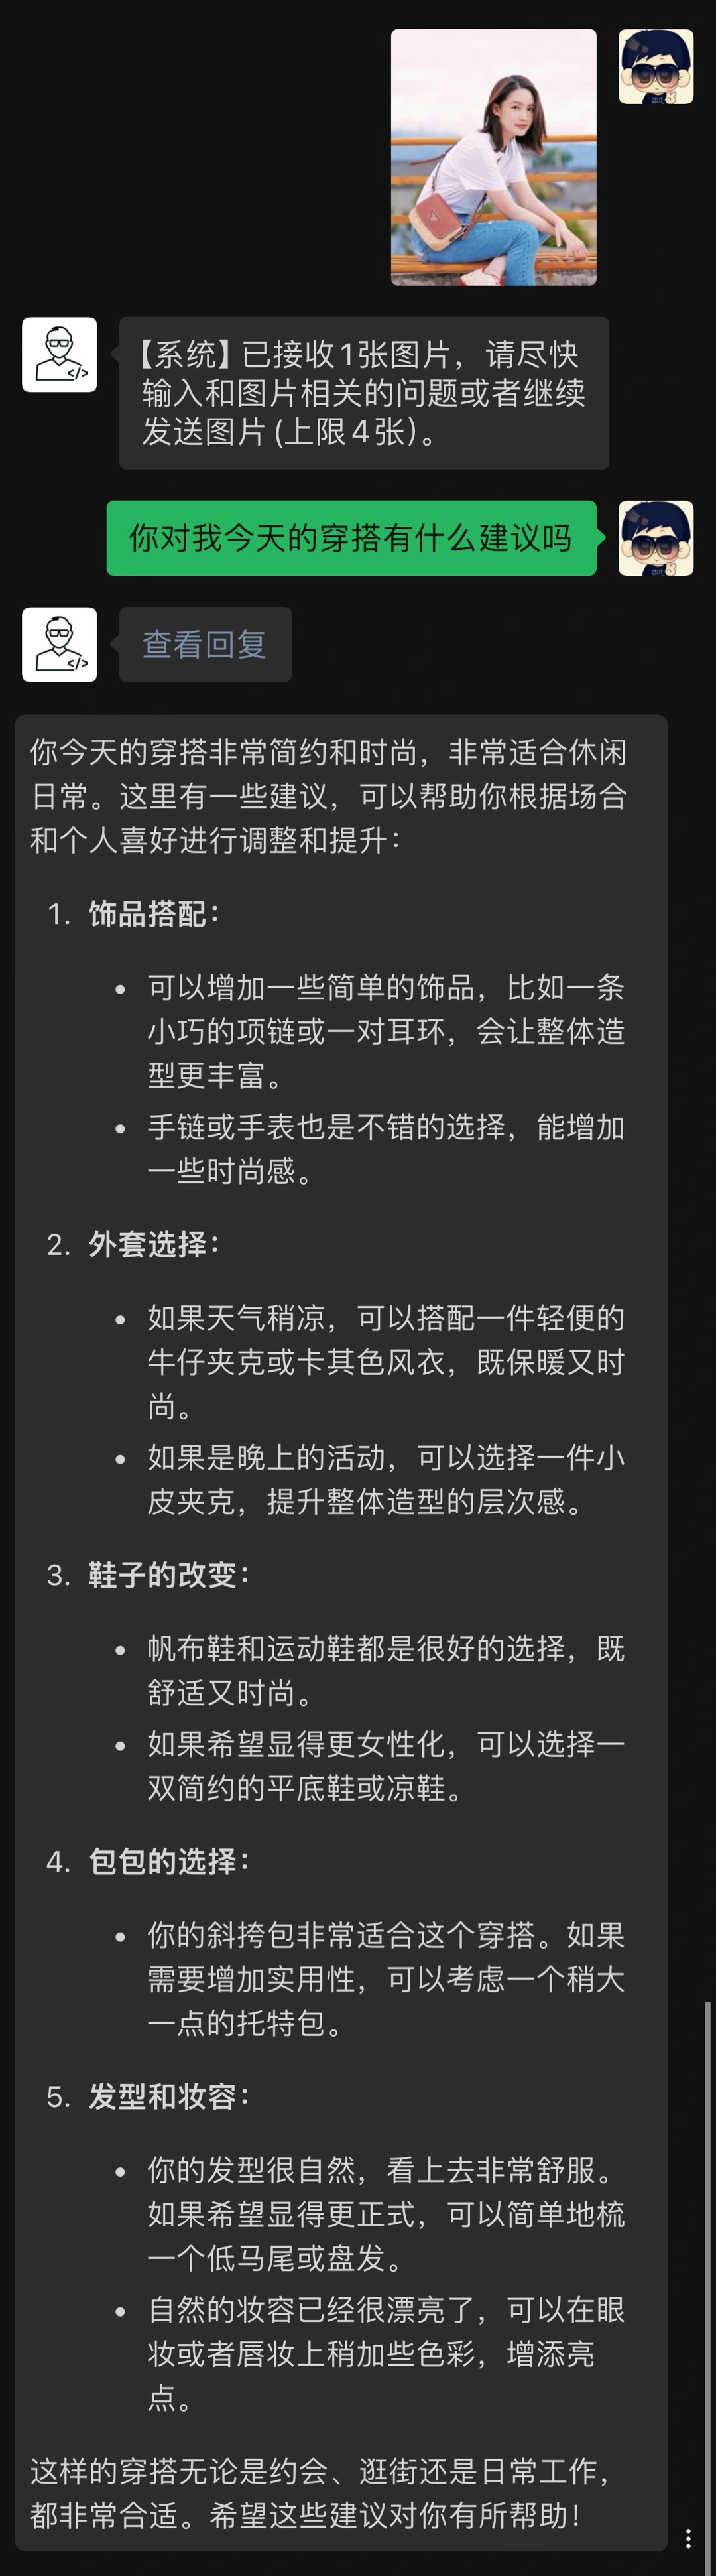 【系统】已接收1张图片，请尽快
输入和图片相关的问题或者继续
发送图片(上限4张）。
你对我今天的穿搭有什么建议吗
查看回复
你今天的穿搭非常简约和时尚，非常适合休闲
日常。这里有一些建议，可以帮助你根据场合
和个人喜好进行调整和提升：
1. 饰品搭配：
• 可以增加一些简单的饰品，比如一条
小巧的项链或一对耳环，会让整体造
型更丰富。
• 手链或手表也是不错的选择，能增加
一些时尚感。
2. 外套选择：
• 如果天气稍凉，可以搭配一件轻便的
牛仔夹克或卡其色风衣，既保暖又时
尚。
• 如果是晚上的活动，可以选择一件小
皮夹克，提升整体造型的层次感。
3. 鞋子的改变：
• 帆布鞋和运动鞋都是很好的选择，既
舒适又时尚。
• 如果希望显得更女性化，可以选择一
双简约的平底鞋或凉鞋。
4. 包包的选择：
• 你的斜挎包非常适合这个穿搭。如果
需要增加实用性，可以考虑一个稍大
一点的托特包。
5. 发型和妆容：
• 你的发型很自然，看上去非常舒服。
如果希望显得更正式，可以简单地梳
一个低马尾或盘发。
• 自然的妆容已经很漂亮了，可以在眼
妆或者唇妆上稍加些色彩，增添亮
点。
这样的穿搭无论是约会、逛街还是日常工作，
都非常合适。希望这些建议对你有所帮助！